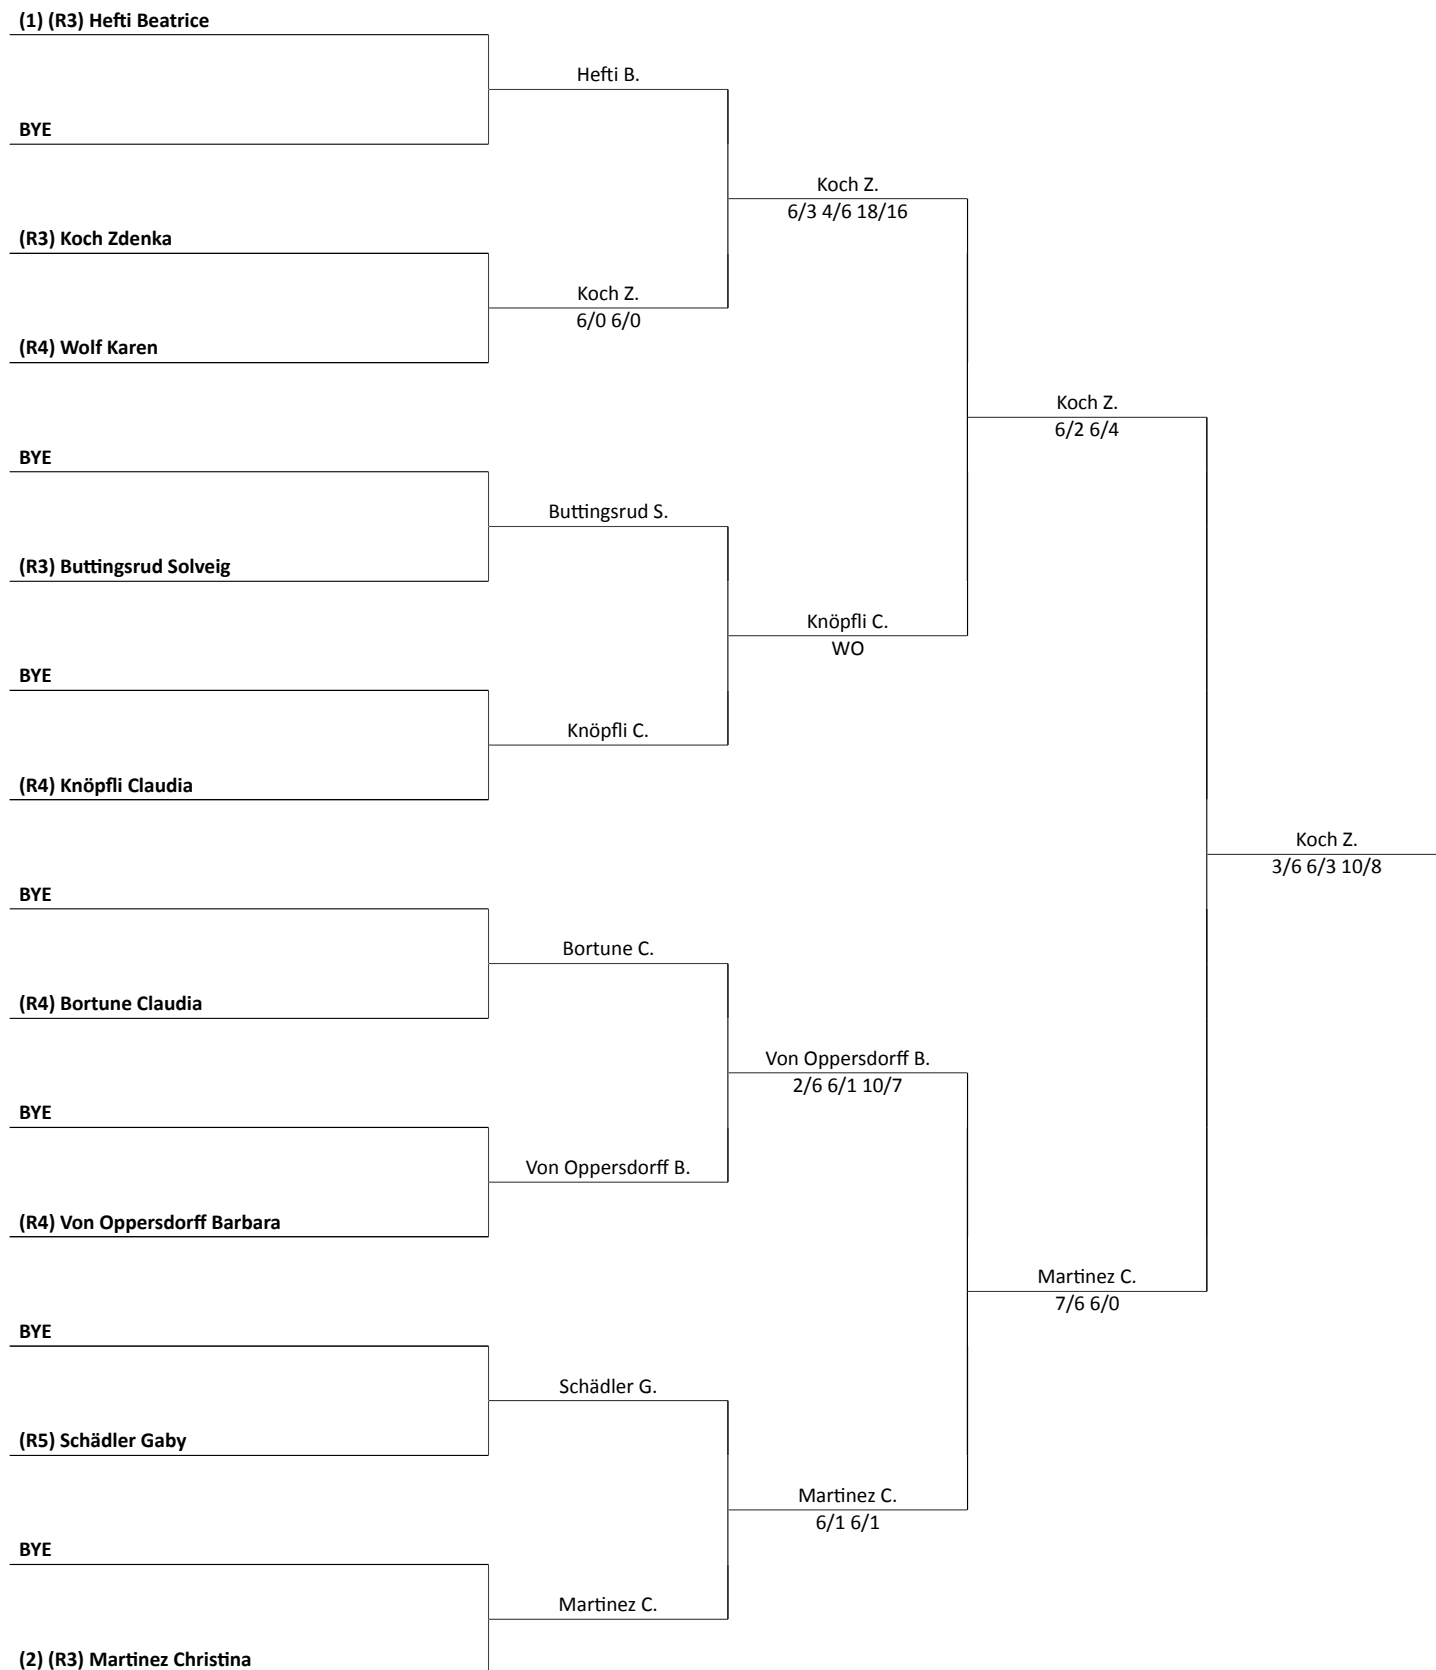 (1) (R3) Hefti Beatrice
Hefti B.
BYE
Koch Z.
6/3 4/6 18/16
(R3) Koch Zdenka
Koch Z.
6/0 6/0
(R4) Wolf Karen
Koch Z.
6/2 6/4
BYE
Buttingsrud S.
(R3) Buttingsrud Solveig
Knöpfli C.
WO
BYE
Knöpfli C.
(R4) Knöpfli Claudia
Koch Z.
3/6 6/3 10/8
BYE
Bortune C.
(R4) Bortune Claudia
Von Oppersdorff B.
2/6 6/1 10/7
BYE
Von Oppersdorff B.
(R4) Von Oppersdorff Barbara
Martinez C.
7/6 6/0
BYE
Schädler G.
(R5) Schädler Gaby
Martinez C.
6/1 6/1
BYE
Martinez C.
(2) (R3) Martinez Christina